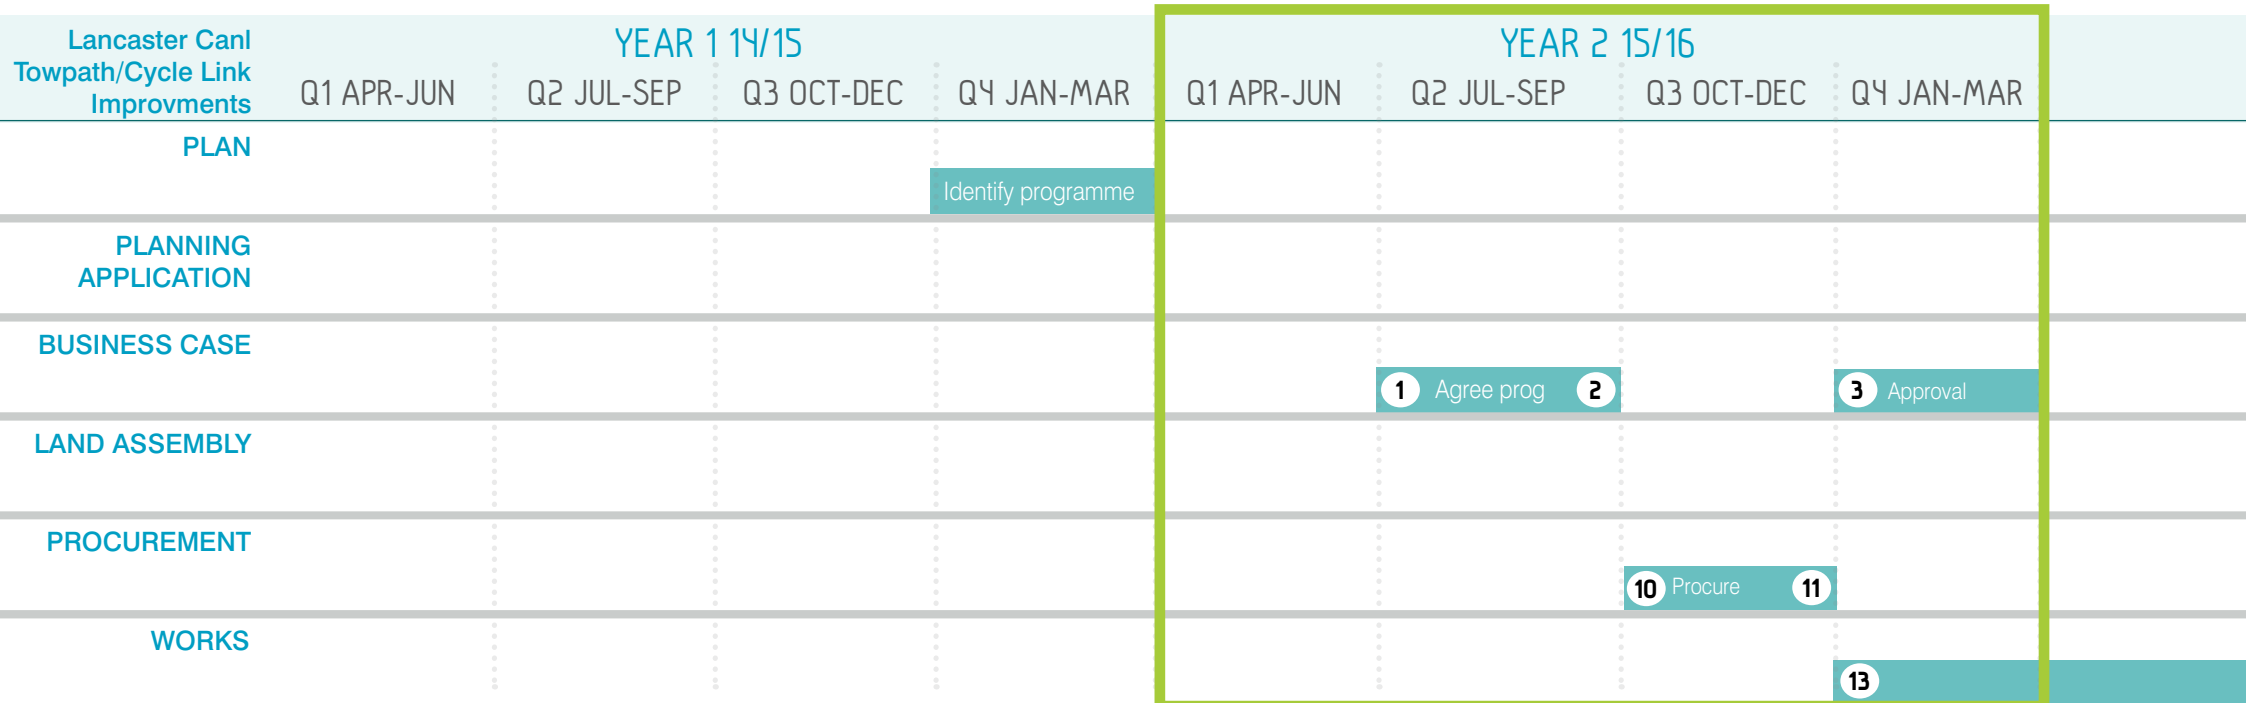 Lancaster Canl
Towpath/Cycle Link
Improvments
YEAR 1 14/15
YEAR 2 15/16
Q1 APR-JUN
Q2 JUL-SEP
Q3 OCT-DEC
Q4 JAN-MAR
Q1 APR-JUN
Q2 JUL-SEP
Q3 OCT-DEC
Q4 JAN-MAR
PLAN
Identify programme
PLANNING
APPLICATION
BUSINESS CASE
1 Agree prog 2
3 Approval
LAND ASSEMBLY
PROCUREMENT
10 Procure 11
WORKS
13